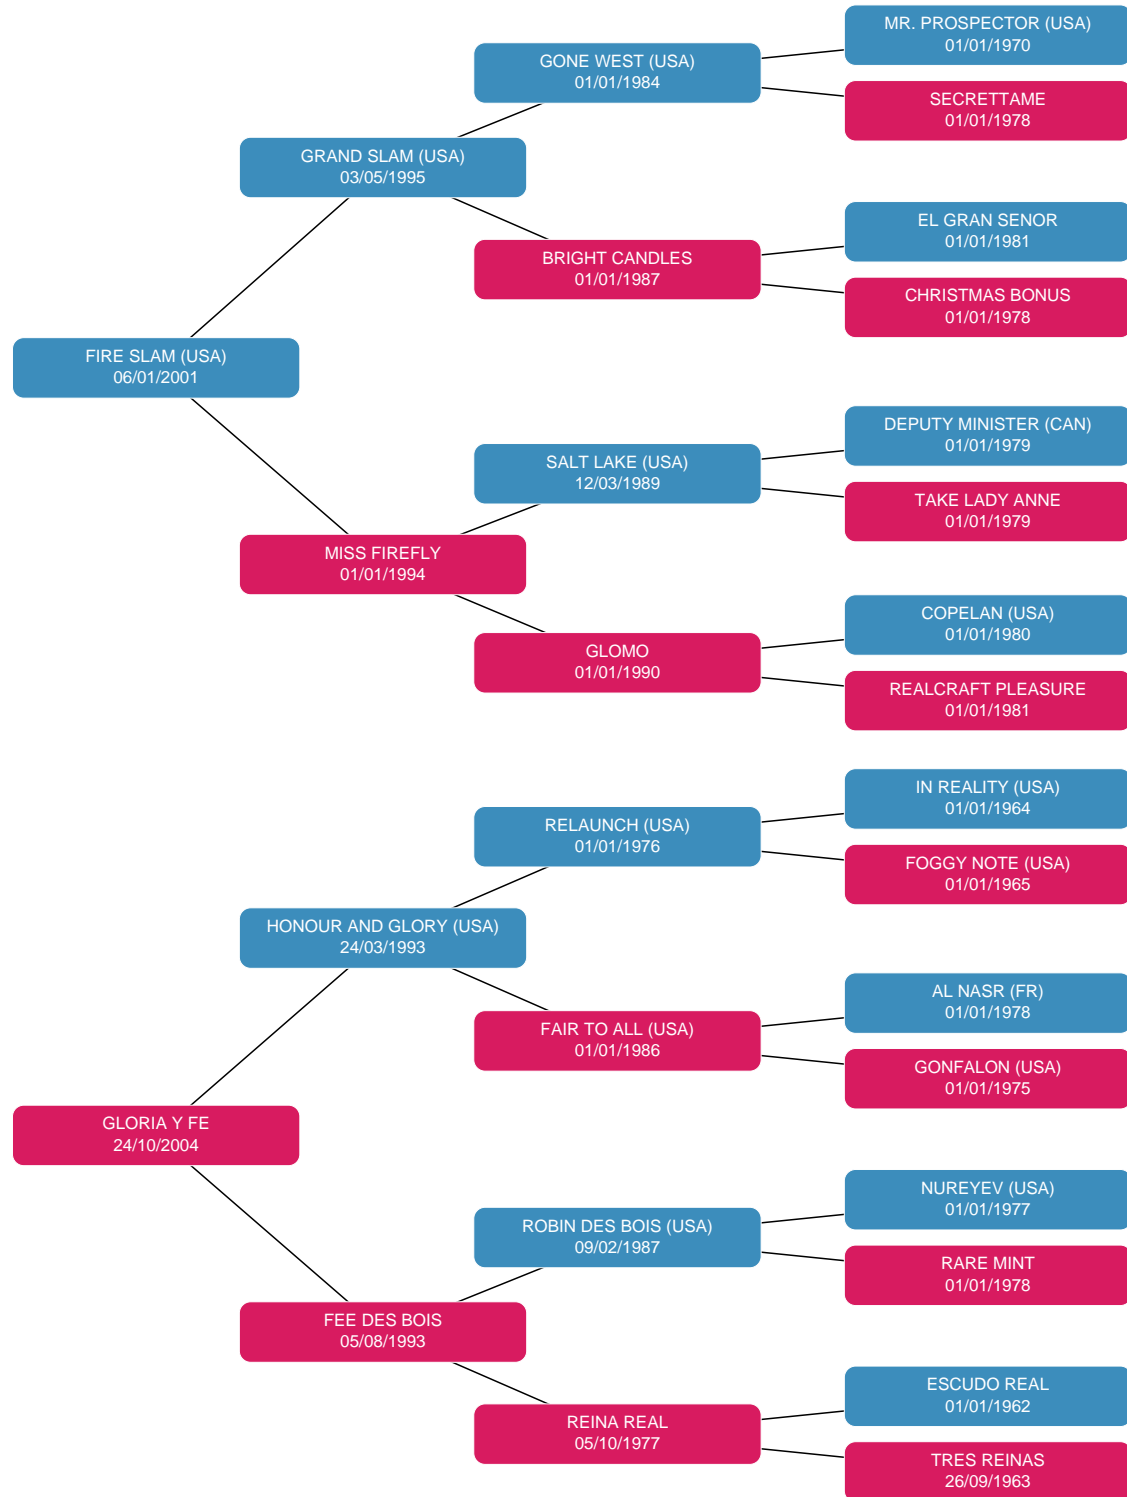 MR. PROSPECTOR (USA)
01/01/1970
GONE WEST (USA)
01/01/1984
SECRETTAME
01/01/1978
GRAND SLAM (USA)
03/05/1995
EL GRAN SENOR
01/01/1981
BRIGHT CANDLES
01/01/1987
CHRISTMAS BONUS
01/01/1978
FIRE SLAM (USA)
06/01/2001
DEPUTY MINISTER (CAN)
01/01/1979
SALT LAKE (USA)
12/03/1989
TAKE LADY ANNE
01/01/1979
MISS FIREFLY
01/01/1994
COPELAN (USA)
01/01/1980
GLOMO
01/01/1990
REALCRAFT PLEASURE
01/01/1981
IN REALITY (USA)
01/01/1964
RELAUNCH (USA)
01/01/1976
FOGGY NOTE (USA)
01/01/1965
HONOUR AND GLORY (USA)
24/03/1993
AL NASR (FR)
01/01/1978
FAIR TO ALL (USA)
01/01/1986
GONFALON (USA)
01/01/1975
GLORIA Y FE
24/10/2004
NUREYEV (USA)
01/01/1977
ROBIN DES BOIS (USA)
09/02/1987
RARE MINT
01/01/1978
FEE DES BOIS
05/08/1993
ESCUDO REAL
01/01/1962
REINA REAL
05/10/1977
TRES REINAS
26/09/1963